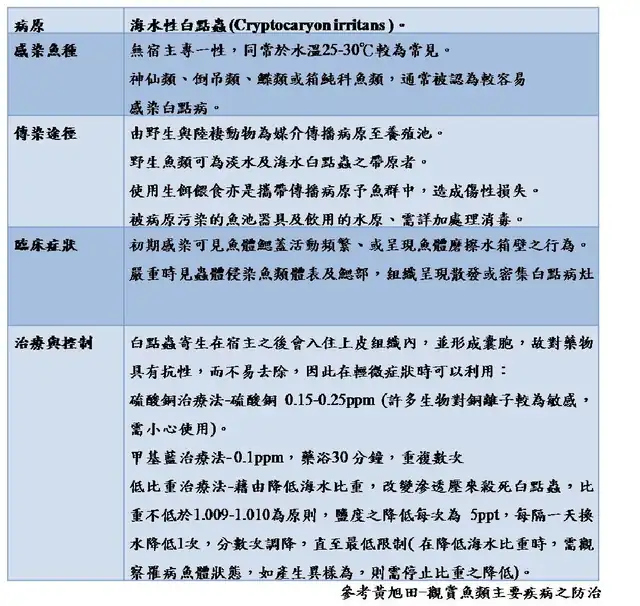 病原 海水性白點蟲(Cryptocaryon irritans)。
感染魚種 無宿主專一性，同常於水溫25-30℃較為常見。
神仙類、倒吊類、鰈類或箱魨科魚類，通常被認為較容易
感染白點病。
傳染途徑 由野生與陸棲動物為媒介傳播病原至養殖池。
野生魚類可為淡水及海水白點蟲之帶原者。
使用生餌餵食亦是攜帶傳播病原予魚群中，造成傷性損失。
被病原污染的魚池器具及飲用的水原、需詳加處理消毒。
臨床症狀 初期感染可見魚體鰓蓋活動頻繁、或呈現魚體磨擦水箱壁之行為。
嚴重時見蟲體侵染魚類體表及鰓部，組織呈現散發或密集白點病灶
治療與控制 白點蟲寄生在宿主之後會入住上皮組織內，並形成囊胞，故對藥物
具有抗性，而不易去除，因此在輕微症狀時可以利用：
硫酸銅治療法-硫酸銅 0.15-0.25ppm (許多生物對銅離子較為敏感，
需小心使用)。
甲基藍治療法-0.1ppm，藥浴30分鐘，重複數次
低比重治療法-藉由降低海水比重，改變滲透壓來殺死白點蟲，比
重不低於1.009-1.010為原則，鹽度之降低每次為 5ppt，每隔一天換
水降低1次，分數次調降，直至最低限制(在降低海水比重時，需觀
察罹病魚體狀態，如產生異樣為，則需停止比重之降低)。
參考黃旭田-觀賞魚類主要疾病之防治